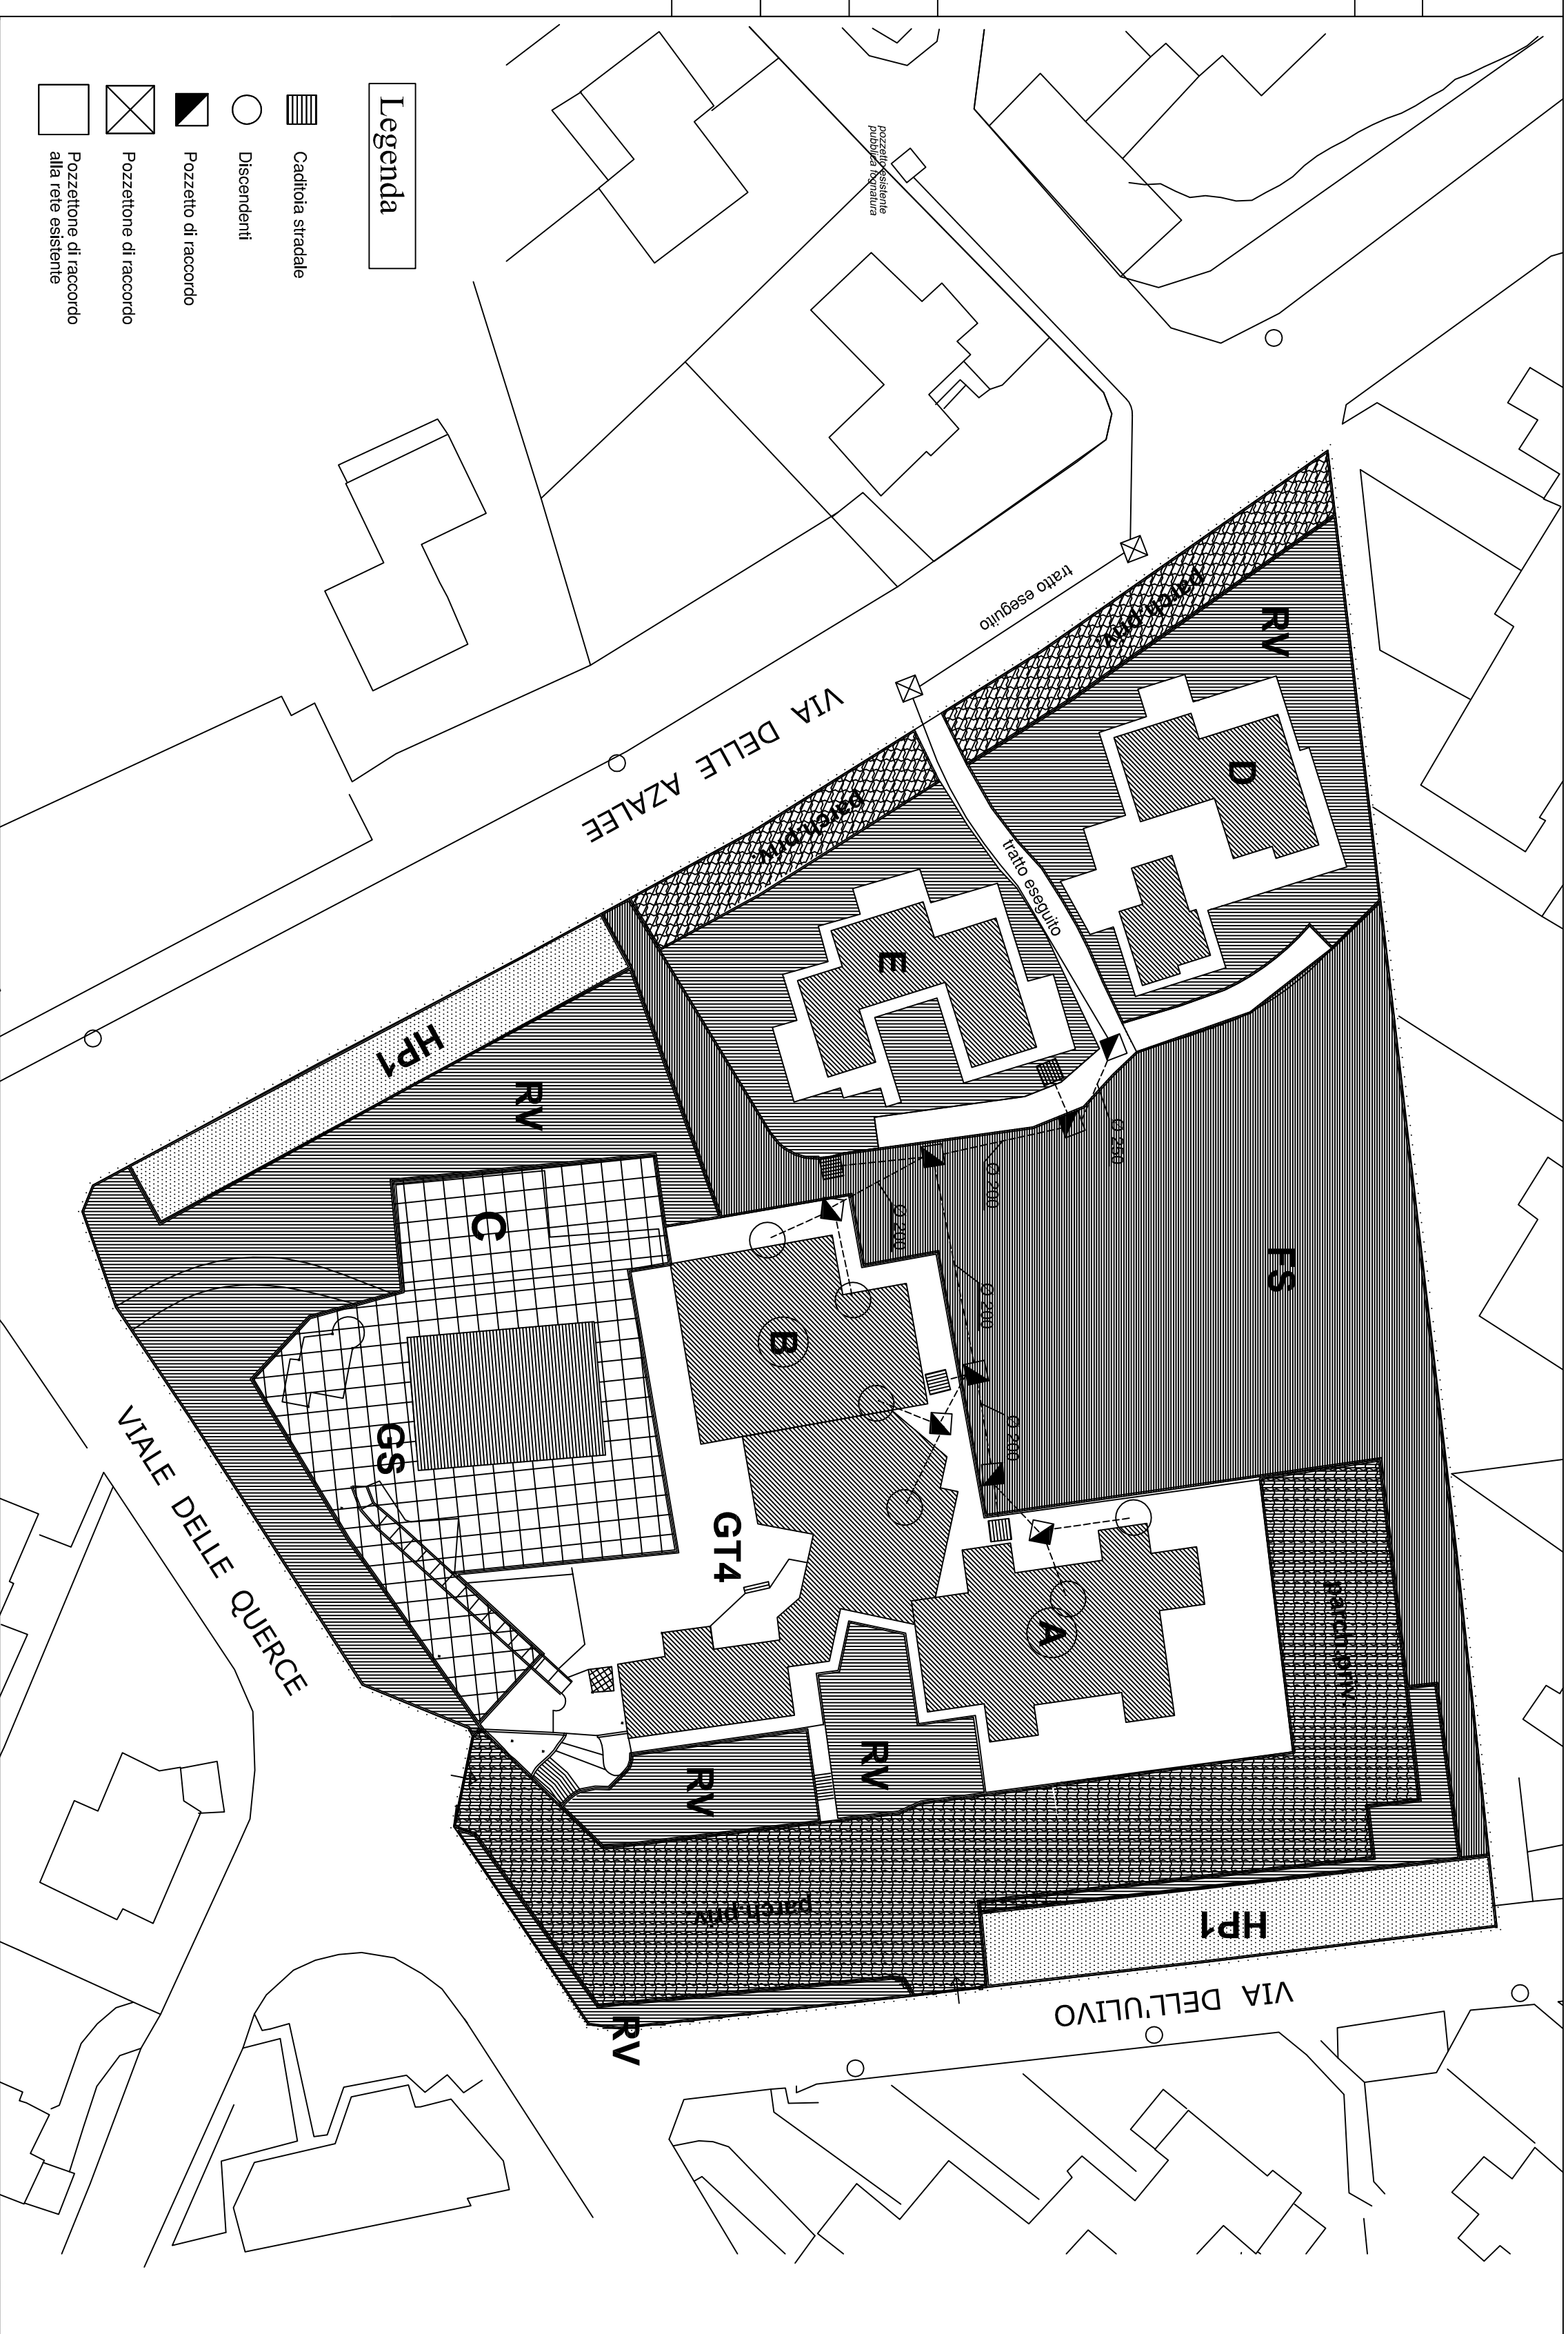 Legenda
Caditoia stradale
Discendenti
Pozzetto di raccordo
Pozzettone di raccordo
Pozzettone di raccordo
alla rete esistente
pozzetto esistente
pubblica fognatura
tratto eseguito
VIA DELLE AZALEE
parch.priv.
RV
D
parch.priv.
tratto eseguito
E
HP1
RV
Ø 250
Ø 200
Ø 200
Ø 200
Ø 200
FS
C
B
GS
GT4
A
parch.priv.
RV
RV
parch.priv.
HP1
RV
VIALE DELLE QUERCE
VIA DELL'ULIVO